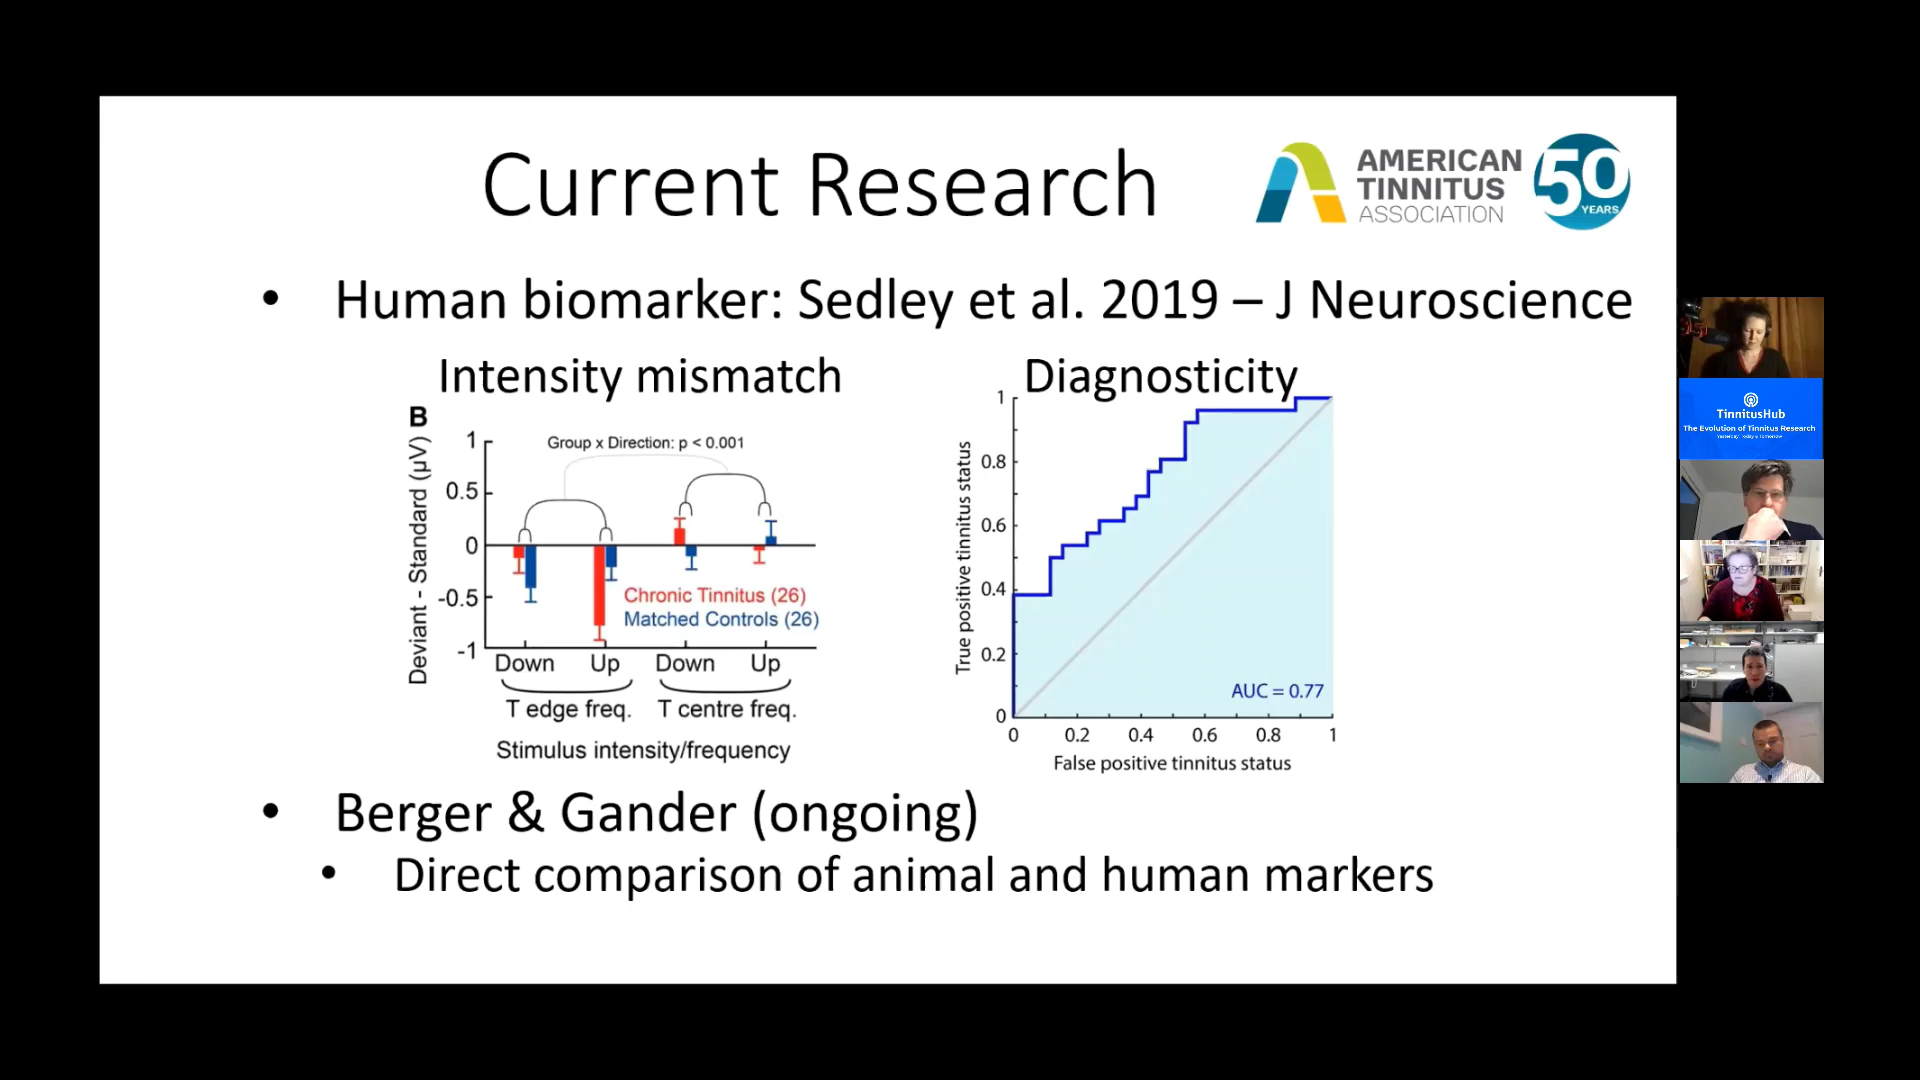 Current Research
AMERICAN
TINNITUS
ASSOCIATION
50
YEARS
• Human biomarker: Sedley et al. 2019 – J Neuroscience
Intensity mismatch
B
Deviant - Standard (µV)
1
0.5
0
-0.5
-1
Group x Direction: p < 0.001
Chronic Tinnitus (26)
Matched Controls (26)
Down Up Down Up
T edge freq. T centre freq.
Stimulus intensity/frequency
Diagnosticity
True positive tinnitus status
1
0.8
0.6
0.4
0.2
0
AUC = 0.77
0 0.2 0.4 0.6 0.8 1
False positive tinnitus status
• Berger & Gander (ongoing)
• Direct comparison of animal and human markers
TinnitusHub
The Evolution of Tinnitus Research
Yesterday, Today & Tomorrow